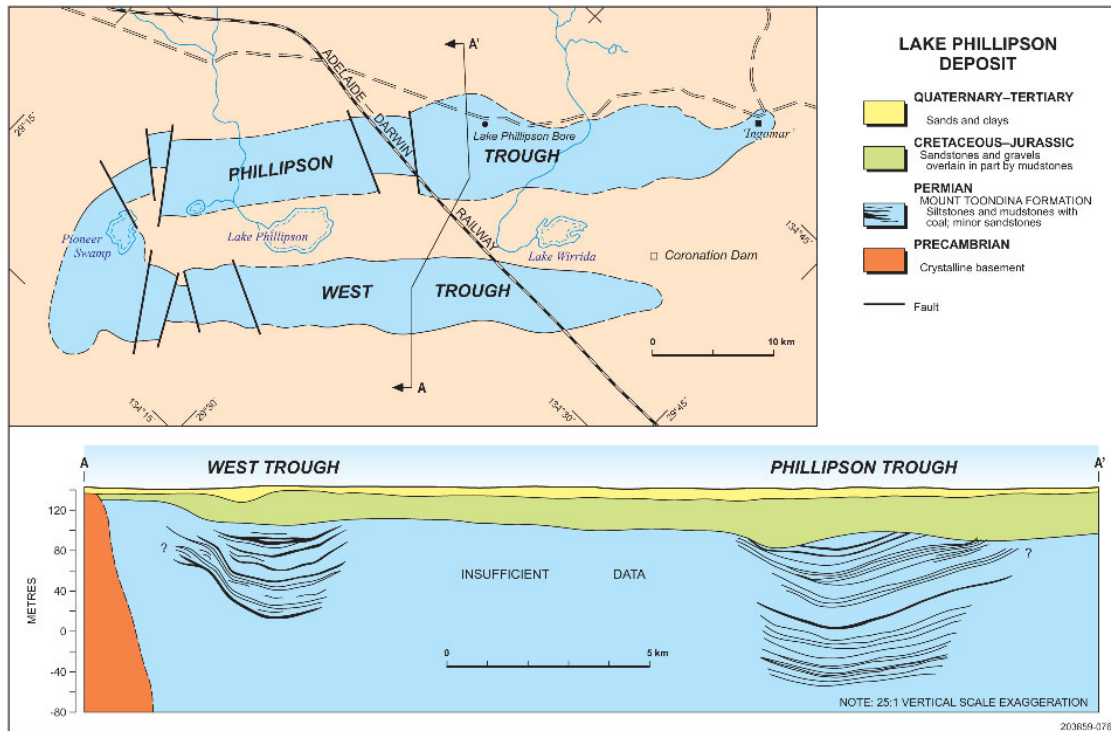 A'
29°15'
ADELAIDE — DARWIN
RAILWAY
Lake Phillipson Bore
'Ingomar'
PHILLIPSON
TROUGH
134°45'
Pioneer
Swamp
Lake Phillipson
Lake Wirrida
Coronation Dam
WEST
TROUGH
0
10 km
A
134°15'
29°30'
134°30'
29°45'
LAKE PHILLIPSON
DEPOSIT
QUATERNARY–TERTIARY
Sands and clays
CRETACEOUS–JURASSIC
Sandstones and gravels
overlain in part by mudstones
PERMIAN
MOUNT TOONDINA FORMATION
Siltstones and mudstones with
coal; minor sandstones
PRECAMBRIAN
Crystalline basement
Fault
A
WEST TROUGH
PHILLIPSON TROUGH
A'
METRES
120
80
40
0
-40
-80
?
INSUFFICIENT DATA
?
0
5 km
NOTE: 25:1 VERTICAL SCALE EXAGGERATION
203859-076